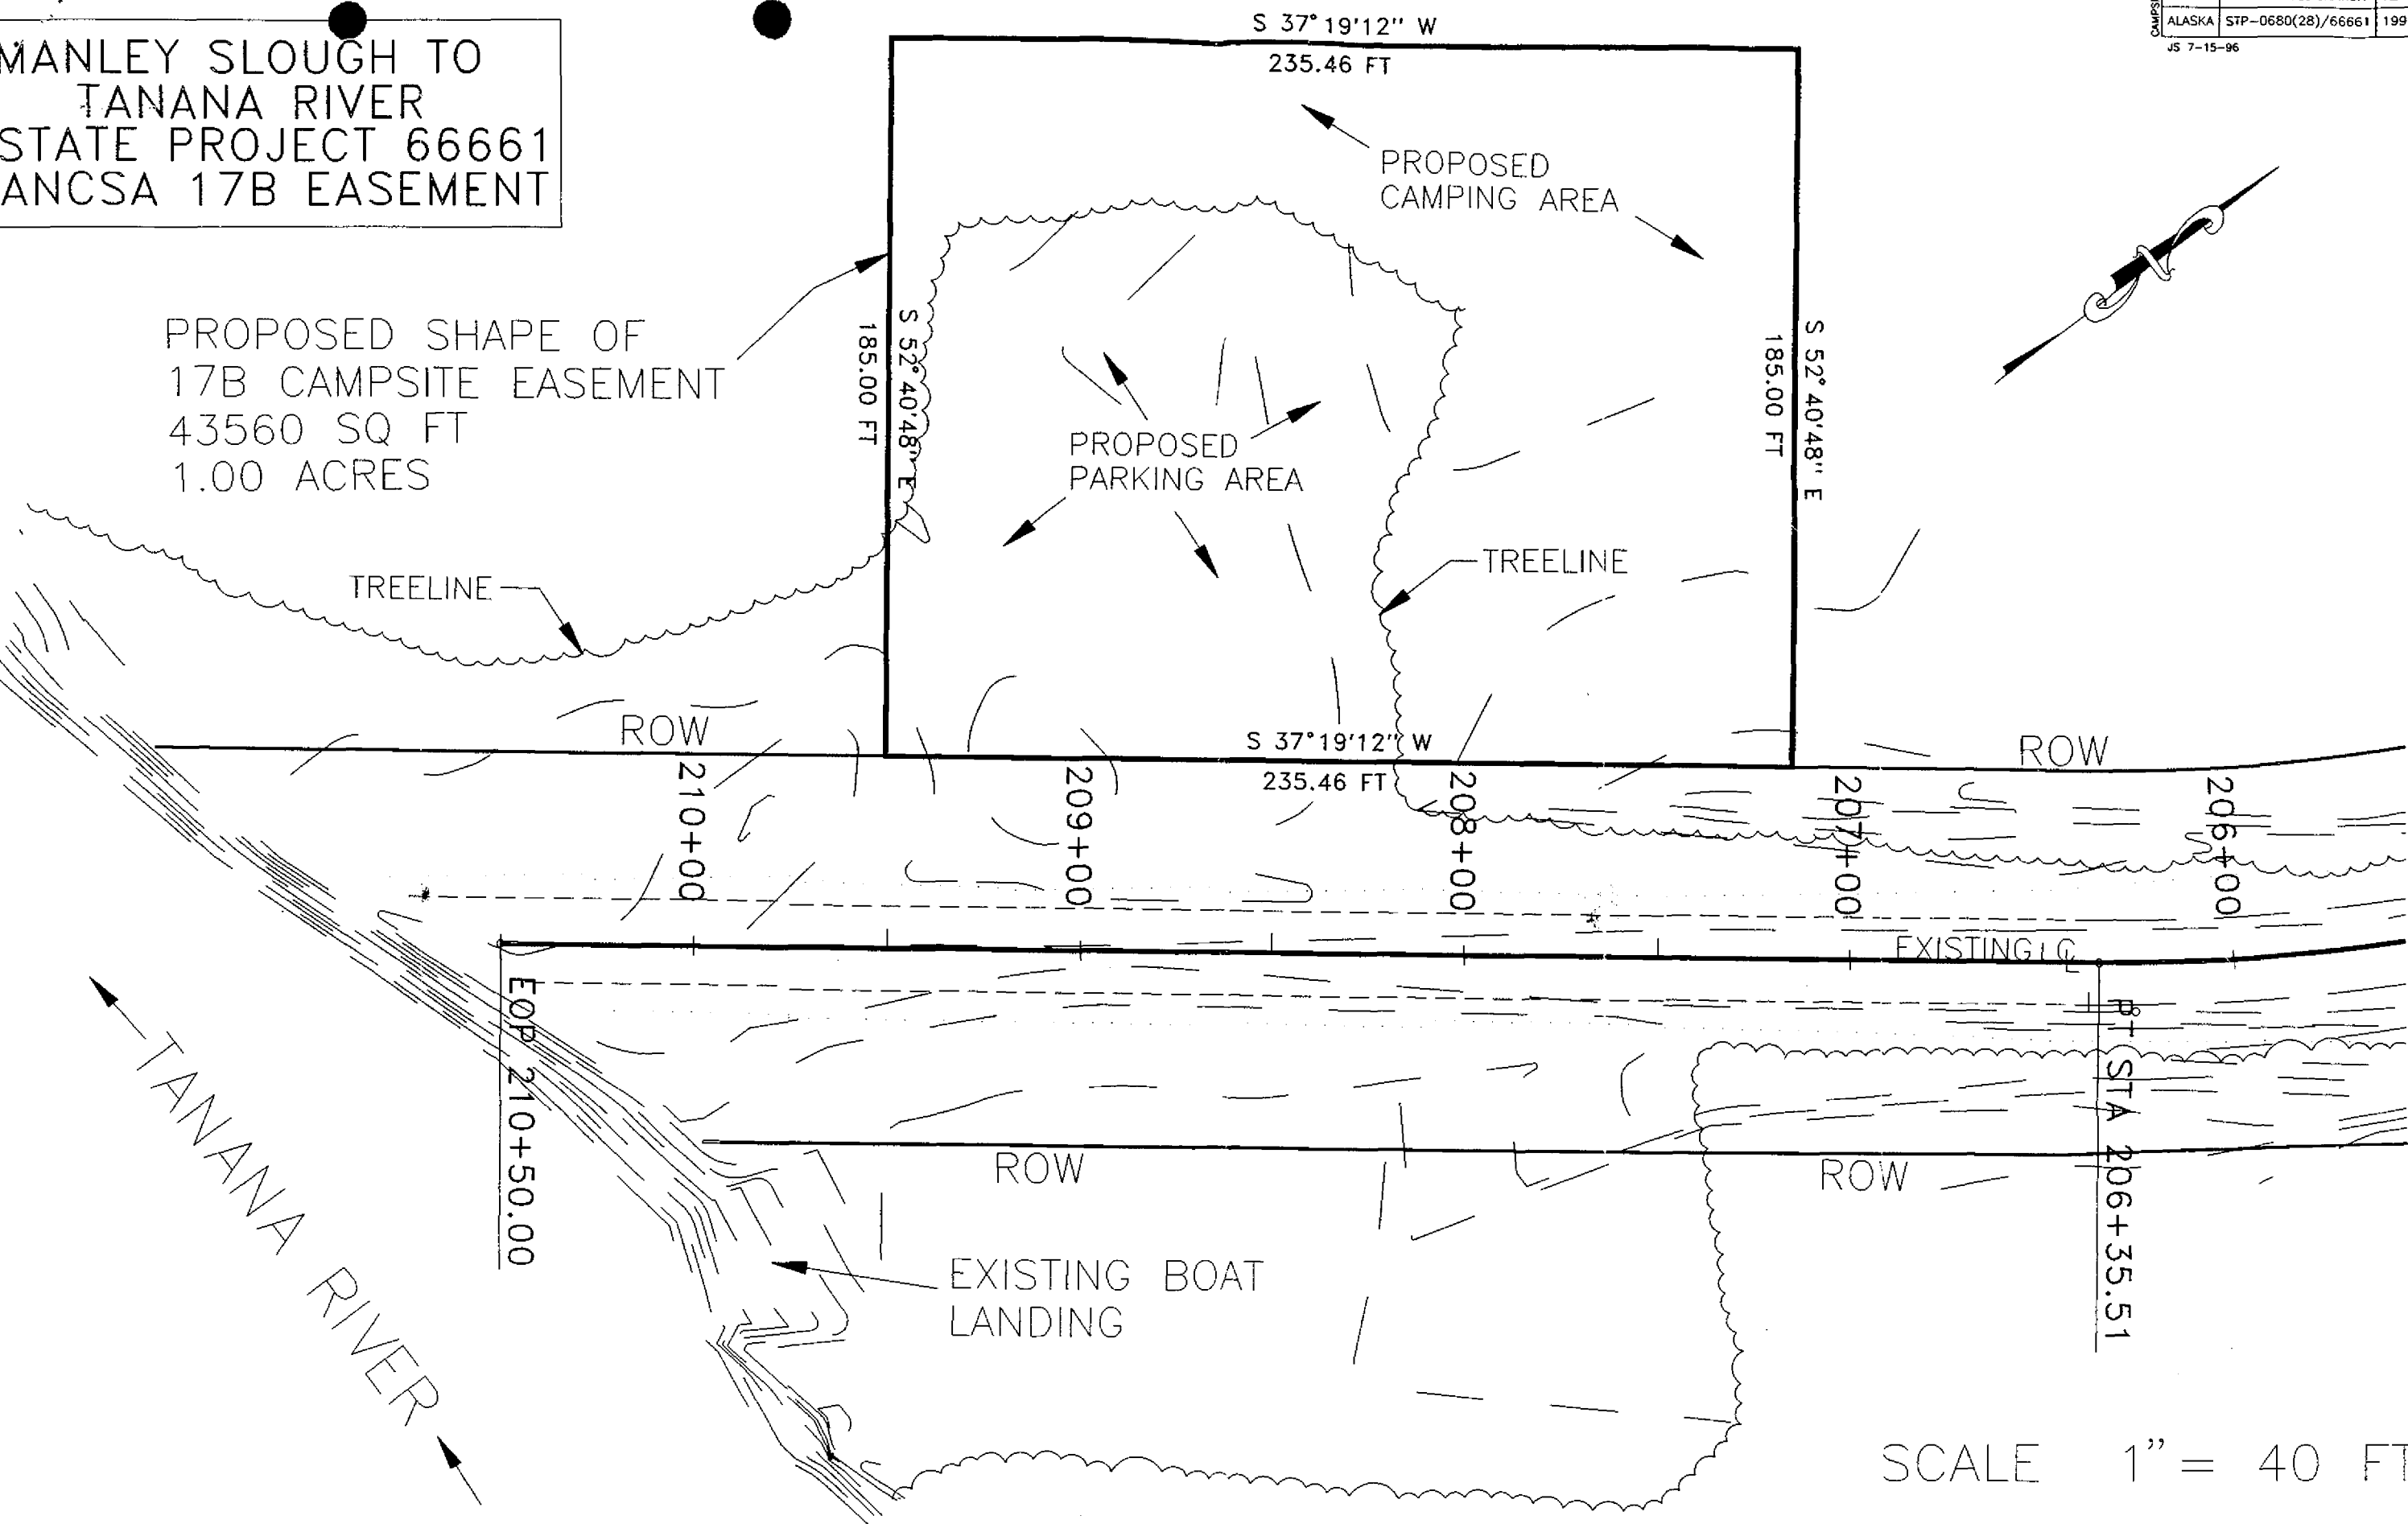 MANLEY SLOUGH TO
TANANA RIVER
STATE PROJECT 66661
ANCSA 17B EASEMENT
ALASKA STP-0680(28)/66661 199
JS 7-15-96
S 37°19'12" W
235.46 FT
PROPOSED
CAMPING AREA
N
PROPOSED SHAPE OF
17B CAMPSITE EASEMENT
43560 SQ FT
1.00 ACRES
S 52°40'48" E
185.00 FT
S 52°40'48" E
185.00 FT
PROPOSED
PARKING AREA
TREELINE
TREELINE
ROW
S 37°19'12" W
235.46 FT
ROW
210+00
209+00
208+00
207+00
206+00
EXISTING ℄
EOP 210+50.00
PT STA 206+35.51
ROW
ROW
TANANA RIVER
EXISTING BOAT
LANDING
SCALE 1" = 40 FT